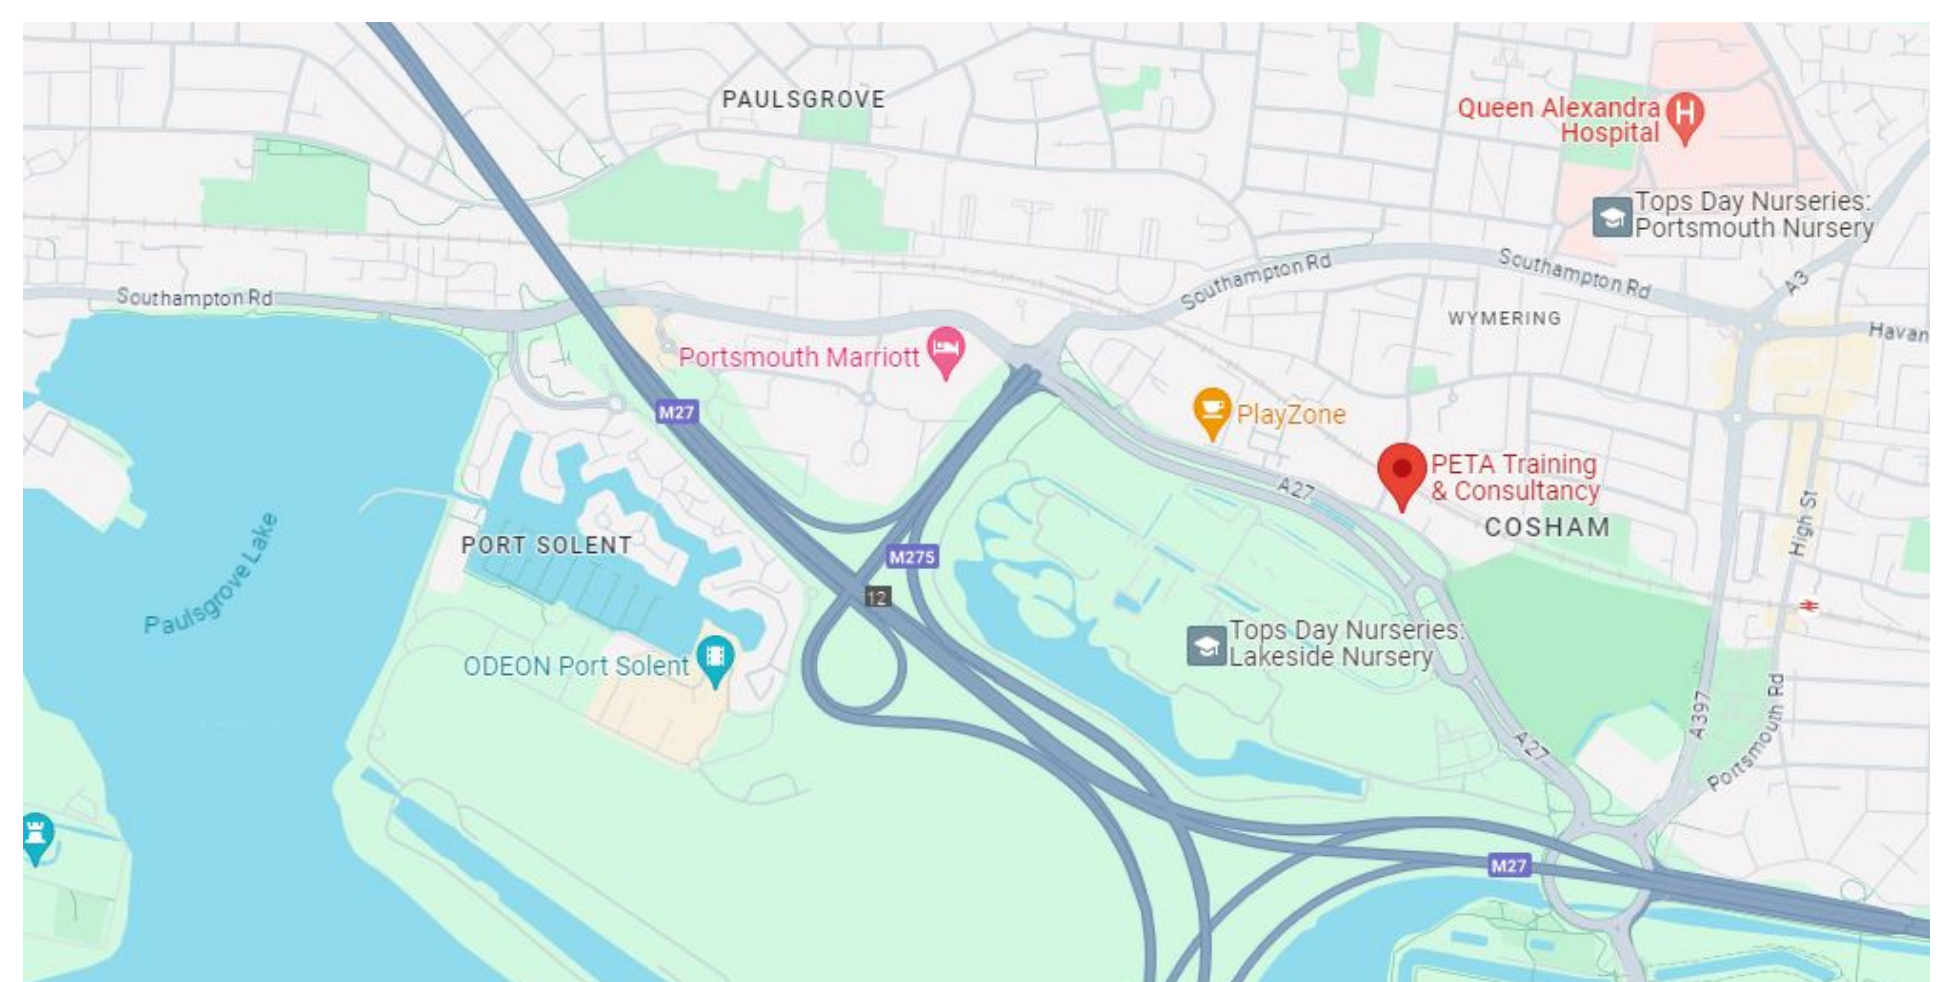 PAULSGROVE
Queen Alexandra
Hospital
Tops Day Nurseries:
Portsmouth Nursery
Southampton Rd
Southampton Rd
Southampton Rd
A3
WYMERING
Havan
Portsmouth Marriott
M27
PlayZone
PETA Training
& Consultancy
A27
COSHAM
High St
Paulsgrove Lake
PORT SOLENT
M275
12
Tops Day Nurseries:
Lakeside Nursery
ODEON Port Solent
A397
Portsmouth Rd
A27
M27